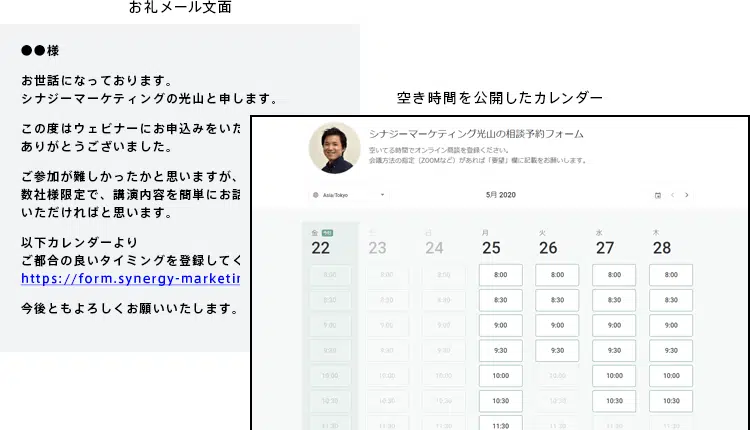 お礼メール文面
●●様
お世話になっております。
シナジーマーケティングの光山と申します。
この度はウェビナーにお申込みをいた
ありがとうございました。
ご参加が難しかったかと思いますが、
数社様限定で、講演内容を簡単にお話
いただければと思います。
以下カレンダーより
ご都合の良いタイミングを登録してく
https://form.synergy-marketin
今後ともよろしくお願いいたします。
空き時間を公開したカレンダー
シナジーマーケティング光山の相談予約フォーム
空いてる時間でオンライン商談を登録ください。
会議方法の指定（ZOOMなど）があれば「要望」欄に記載をお願いします。
Asia/Tokyo
5月 2020
金 今日 土 日 月 火 水 木
22 23 24 25 26 27 28
8:00 8:00 8:00 8:00 8:00 8:00 8:00
8:30 8:30 8:30 8:30 8:30 8:30 8:30
9:00 9:00 9:00 9:00 9:00 9:00 9:00
9:30 9:30 9:30 9:30 9:30 9:30 9:30
10:00 10:00 10:00 10:00 10:00 10:00 10:00
10:30 10:30 10:30 10:30 10:30 10:30 10:30
11:30 11:30 11:30 11:30 11:30 11:30